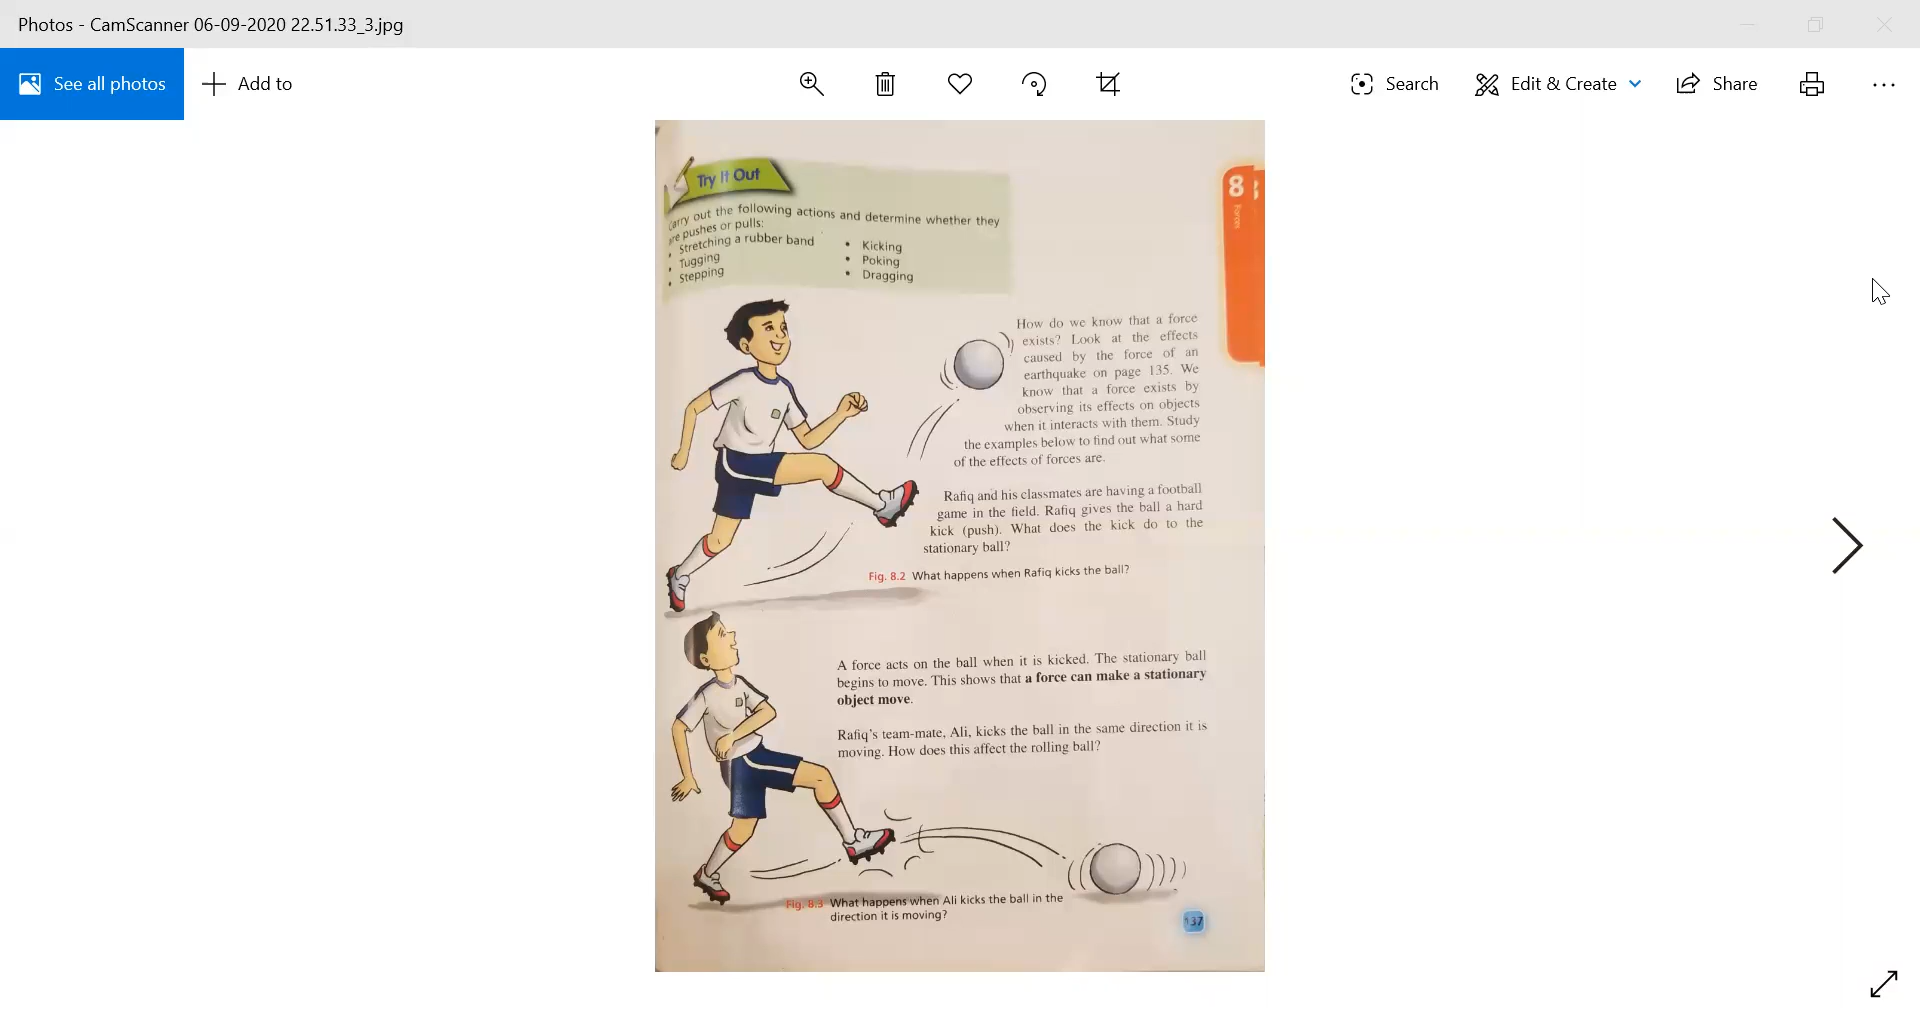 Photos - CamScanner 06-09-2020 22.51.33_3.jpg
See all photos
Add to
Search
Edit & Create
Share
Try It Out
Carry out the following actions and determine whether they
are pushes or pulls:
• Stretching a rubber band
• Tugging
• Stepping
• Kicking
• Poking
• Dragging
8
Forces
How do we know that a force
exists? Look at the effects
caused by the force of an
earthquake on page 135. We
know that a force exists by
observing its effects on objects
when it interacts with them. Study
the examples below to find out what some
of the effects of forces are.
Rafiq and his classmates are having a football
game in the field. Rafiq gives the ball a hard
kick (push). What does the kick do to the
stationary ball?
Fig. 8.2 What happens when Rafiq kicks the ball?
A force acts on the ball when it is kicked. The stationary ball
begins to move. This shows that a force can make a stationary
object move.
Rafiq's team-mate, Ali, kicks the ball in the same direction it is
moving. How does this affect the rolling ball?
Fig. 8.3 What happens when Ali kicks the ball in the
direction it is moving?
137